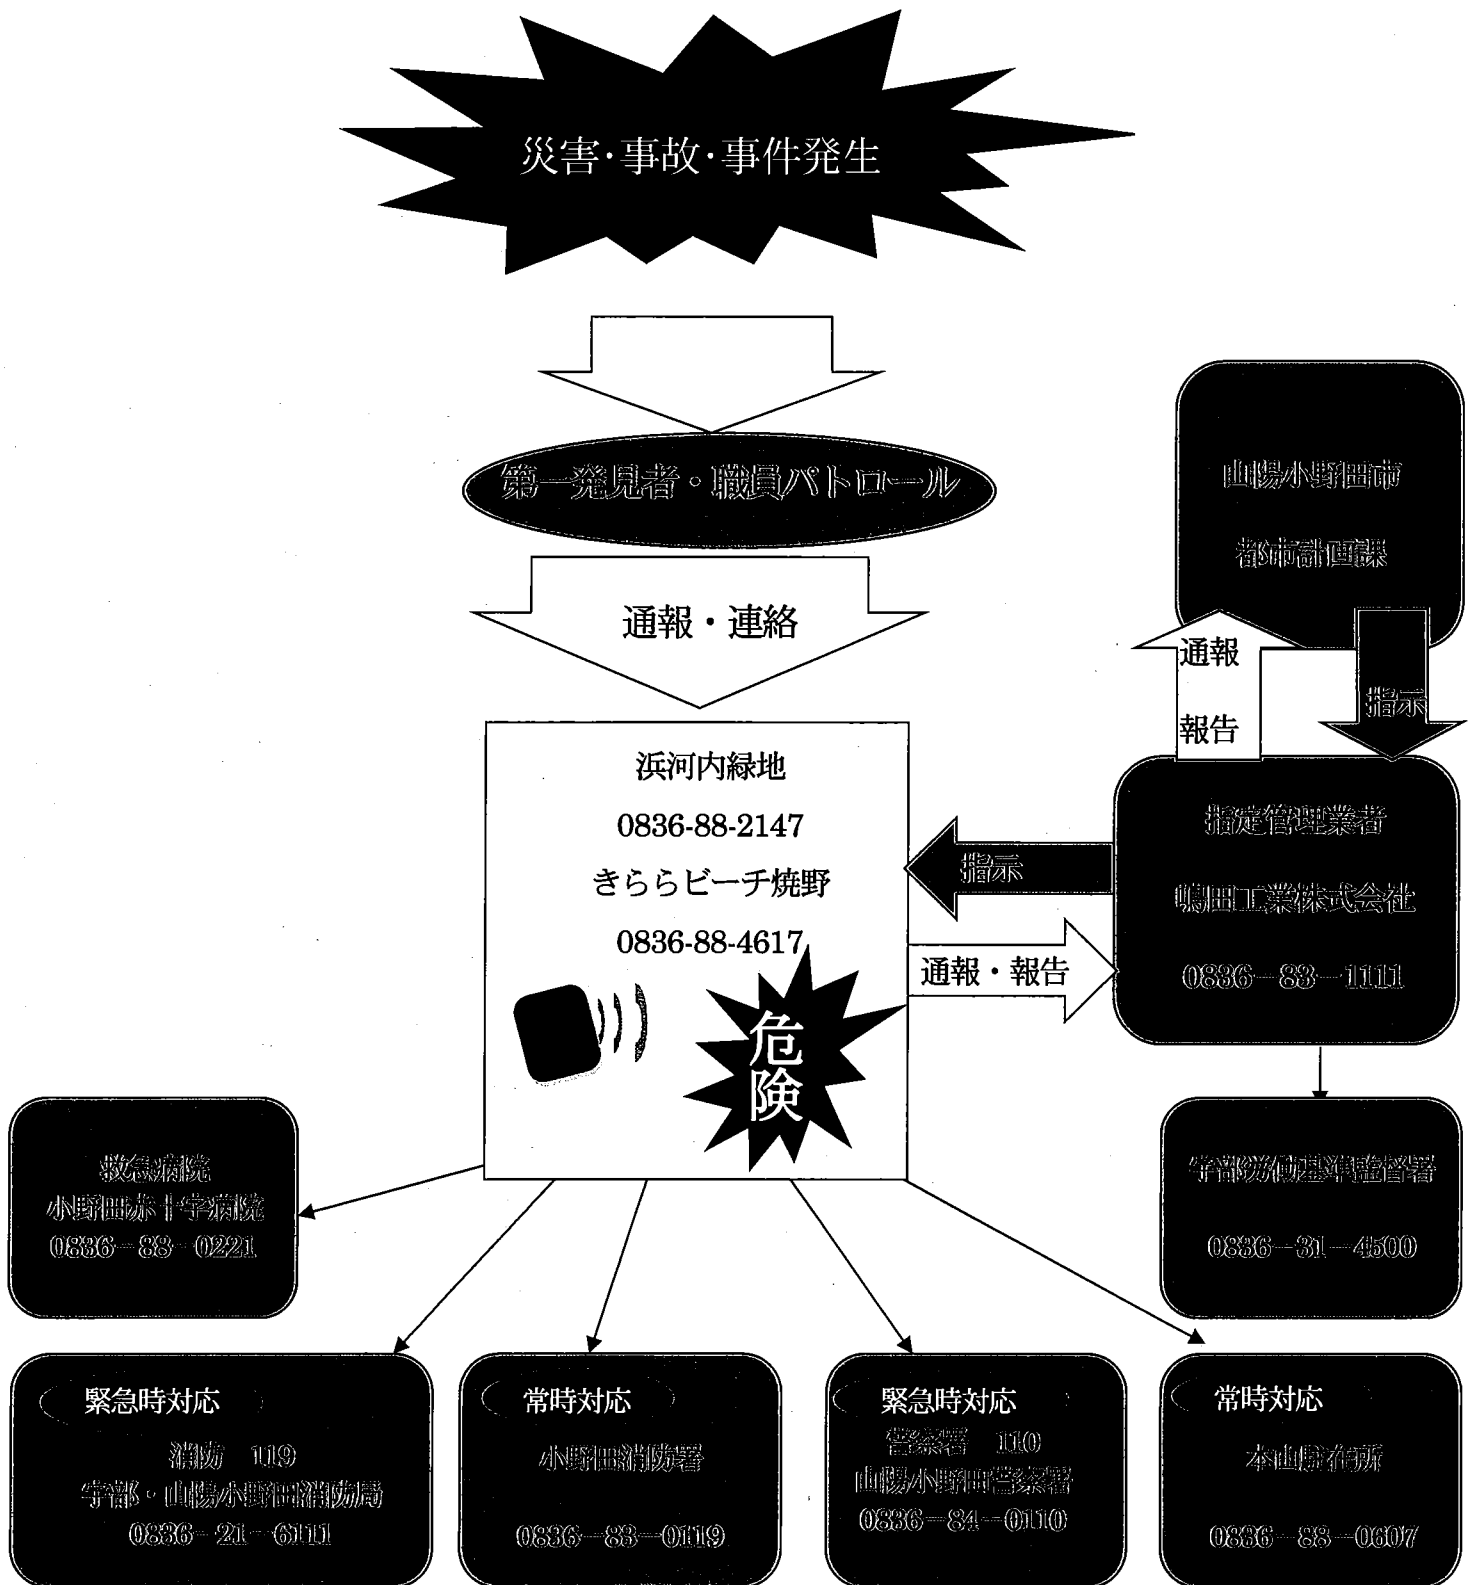 災害・事故・事件発生
第一発見者・職員パトロール
通報・連絡
山陽小野田市
都市計画課
通報
報告
指示
浜河内緑地
0836-88-2147
きららビーチ焼野
0836-88-4617
危険
指示
通報・報告
指定管理業者
嶋田工業株式会社
0836-83-1111
救急病院
小野田赤十字病院
0836-88-0221
宇部労働基準監督署
0836-31-4500
緊急時対応
消防 119
宇部・山陽小野田消防局
0836-21-6111
常時対応
小野田消防署
0836-83-0119
緊急時対応
警察署 110
山陽小野田警察署
0836-84-0110
常時対応
本山駐在所
0836-88-0607